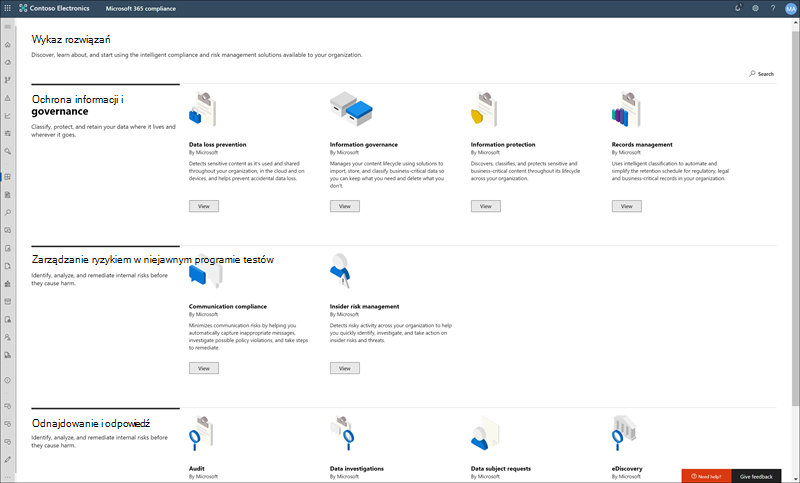 Contoso Electronics
Microsoft 365 compliance
MA
Wykaz rozwiązań
Discover, learn about, and start using the intelligent compliance and risk management solutions available to your organization.
Search
Ochrona informacji i
governance
Classify, protect, and retain your data where it lives and
wherever it goes.
Data loss prevention
By Microsoft
Detects sensitive content as it's used and shared
throughout your organization, in the cloud and on
devices, and helps prevent accidental data loss.
View
Information governance
By Microsoft
Manages your content lifecycle using solutions to
import, store, and classify business-critical data so
you can keep what you need and delete what you
don't.
View
Information protection
By Microsoft
Discovers, classifies, and protects sensitive and
business-critical content throughout its lifecycle
across your organization.
View
Records management
By Microsoft
Uses intelligent classification to automate and
simplify the retention schedule for regulatory, legal
and business-critical records in your organization.
View
Zarządzanie ryzykiem w niejawnym programie testów
Identify, analyze, and remediate internal risks before
they cause harm.
Communication compliance
By Microsoft
Minimizes communication risks by helping you
automatically capture inappropriate messages,
investigate possible policy violations, and take steps
to remediate.
View
Insider risk management
By Microsoft
Detects risky activity across your organization to help
you quickly identify, investigate, and take action on
insider risks and threats.
View
Odnajdowanie i odpowiedź
Identify, analyze, and remediate internal risks before
they cause harm.
Audit
By Microsoft
Data investigations
By Microsoft
Data subject requests
By Microsoft
eDiscovery
By Microsoft
Need help?
Give feedback